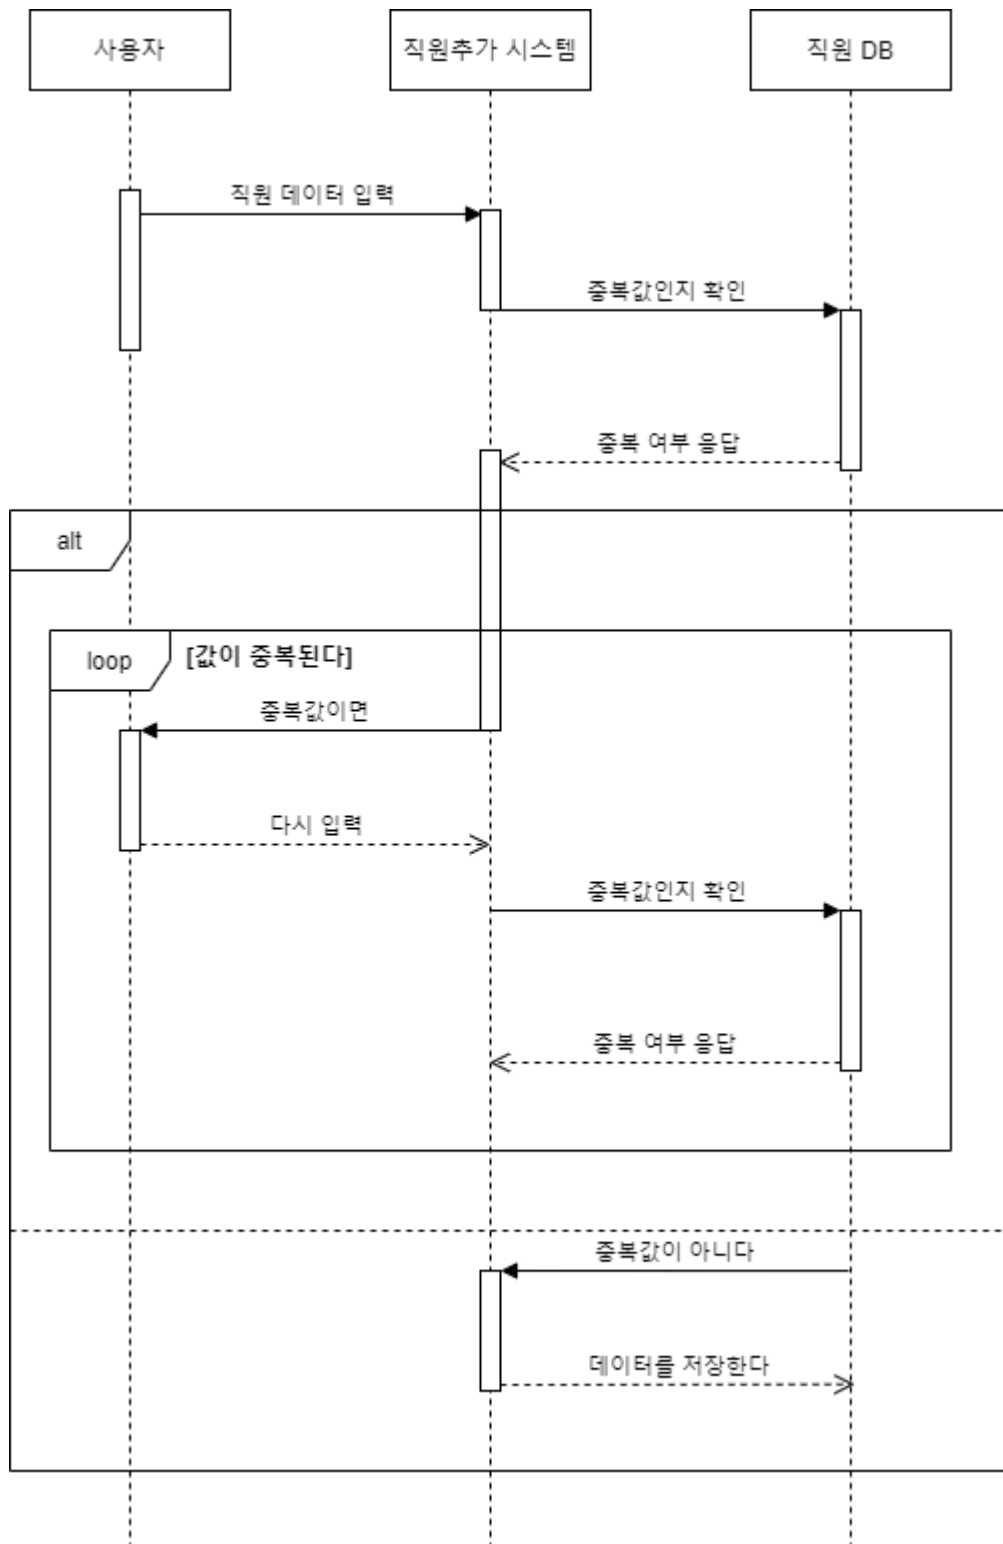 사용자
직원추가 시스템
직원 DB
직원 데이터 입력
중복값인지 확인
중복 여부 응답
alt
loop
[값이 중복된다]
중복값이면
다시 입력
중복값인지 확인
중복 여부 응답
중복값이 아니다
데이터를 저장한다